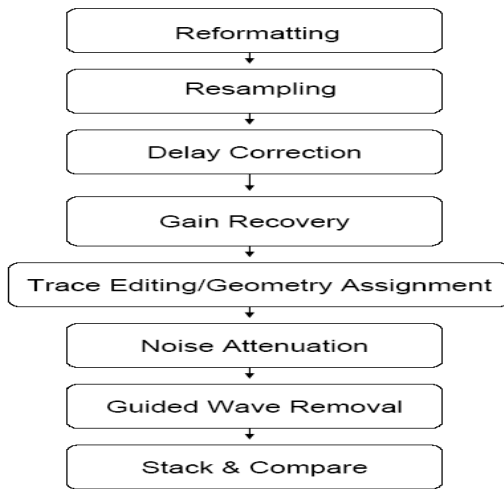 Reformatting
Resampling
Delay Correction
Gain Recovery
Trace Editing/Geometry Assignment
Noise Attenuation
Guided Wave Removal
Stack & Compare